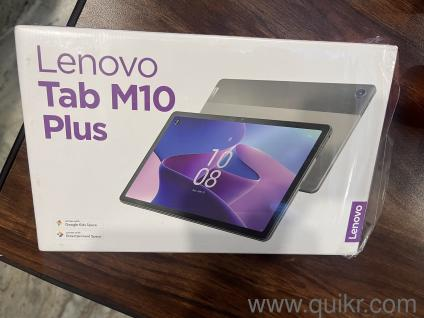 Lenovo
Tab M10
Plus
10
08
Google Kids Space
Entertainment Space
Lenovo
www.quikr.com